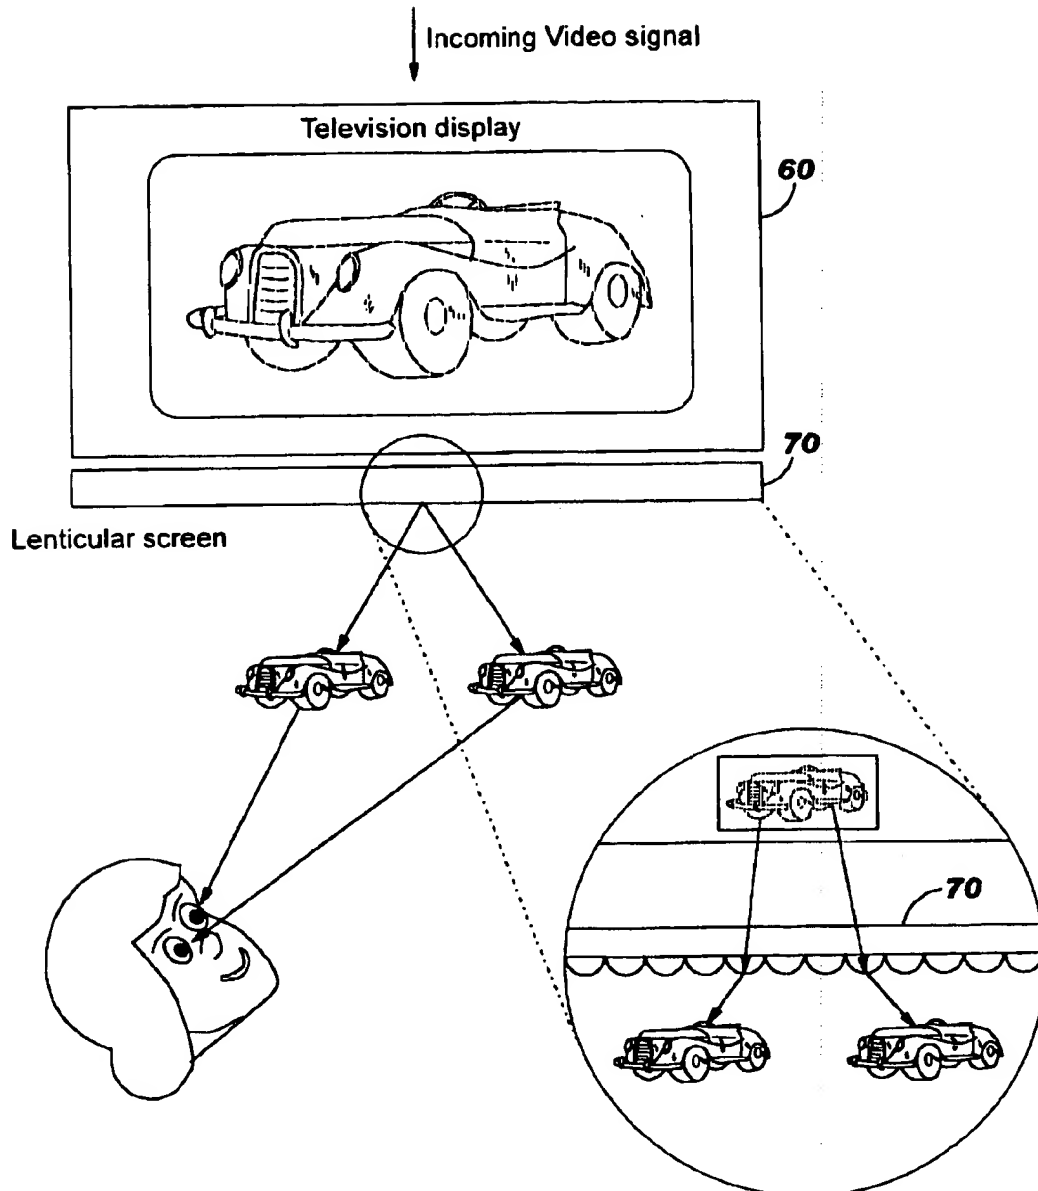 Incoming Video signal
Television display
60
70
Lenticular screen
70